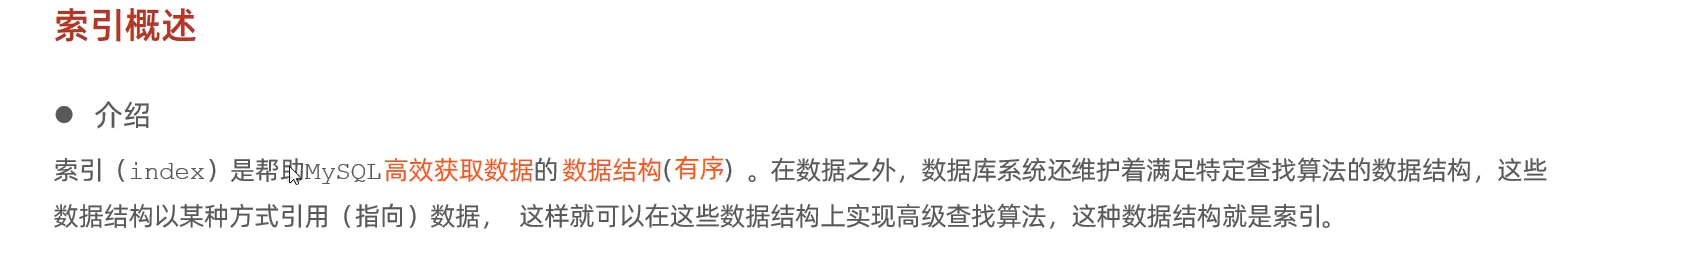 索引概述
● 介绍
索引（index）是帮助MySQL高效获取数据的数据结构(有序)。在数据之外，数据库系统还维护着满足特定查找算法的数据结构，这些
数据结构以某种方式引用（指向）数据， 这样就可以在这些数据结构上实现高级查找算法，这种数据结构就是索引。